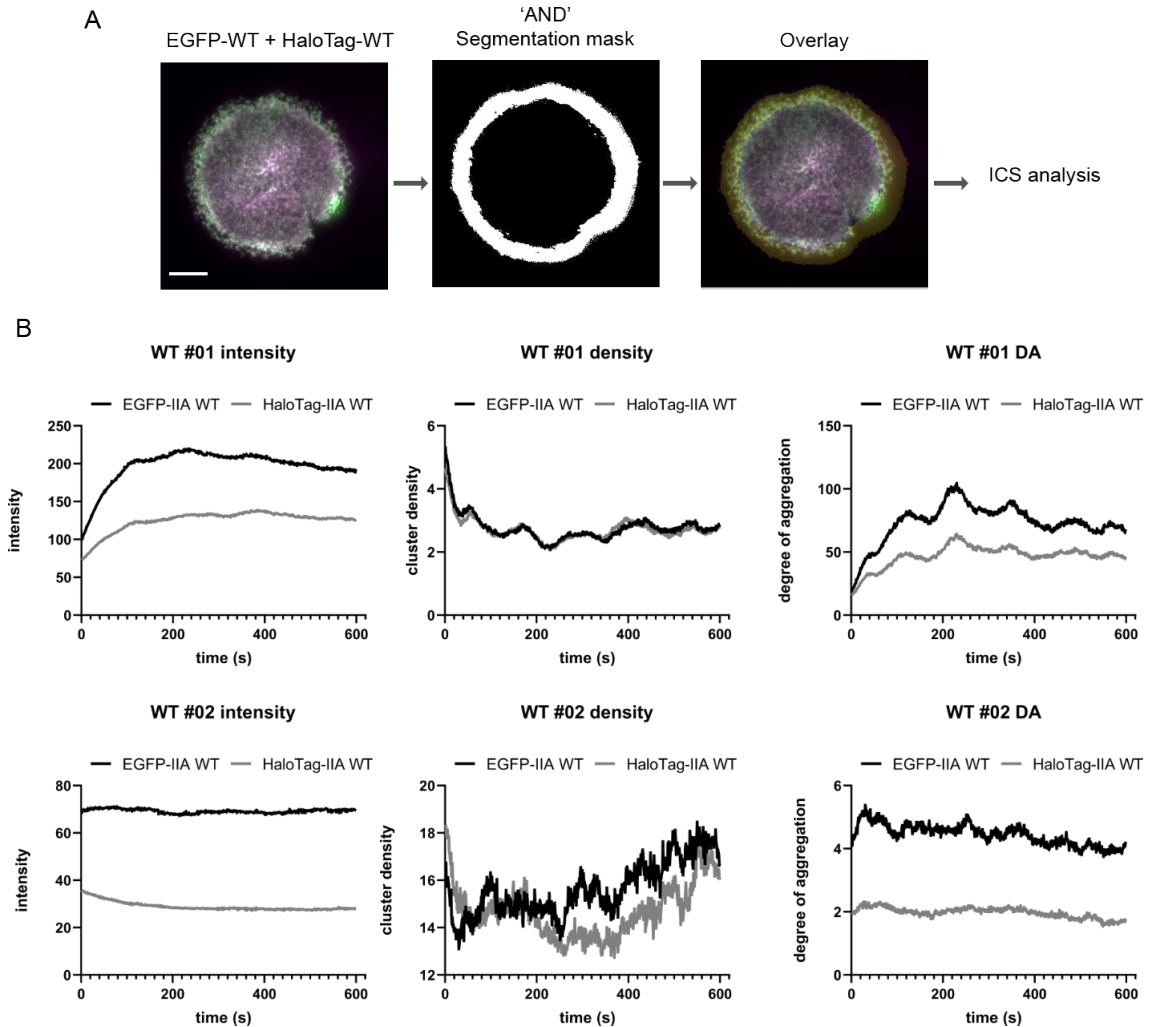 A
EGFP-WT + HaloTag-WT
‘AND’
Segmentation mask
Overlay
ICS analysis
B
WT #01 intensity
EGFP-IIA WT
HaloTag-IIA WT
250
200
150
100
50
0
intensity
0
200
400
600
time (s)
WT #01 density
EGFP-IIA WT
HaloTag-IIA WT
6
4
2
0
cluster density
0
200
400
600
time (s)
WT #01 DA
EGFP-IIA WT
HaloTag-IIA WT
150
100
50
0
degree of aggregation
0
200
400
600
time (s)
WT #02 intensity
EGFP-IIA WT
HaloTag-IIA WT
80
60
40
20
0
intensity
0
200
400
600
time (s)
WT #02 density
EGFP-IIA WT
HaloTag-IIA WT
20
18
16
14
12
cluster density
0
200
400
600
time (s)
WT #02 DA
EGFP-IIA WT
HaloTag-IIA WT
6
4
2
0
degree of aggregation
0
200
400
600
time (s)